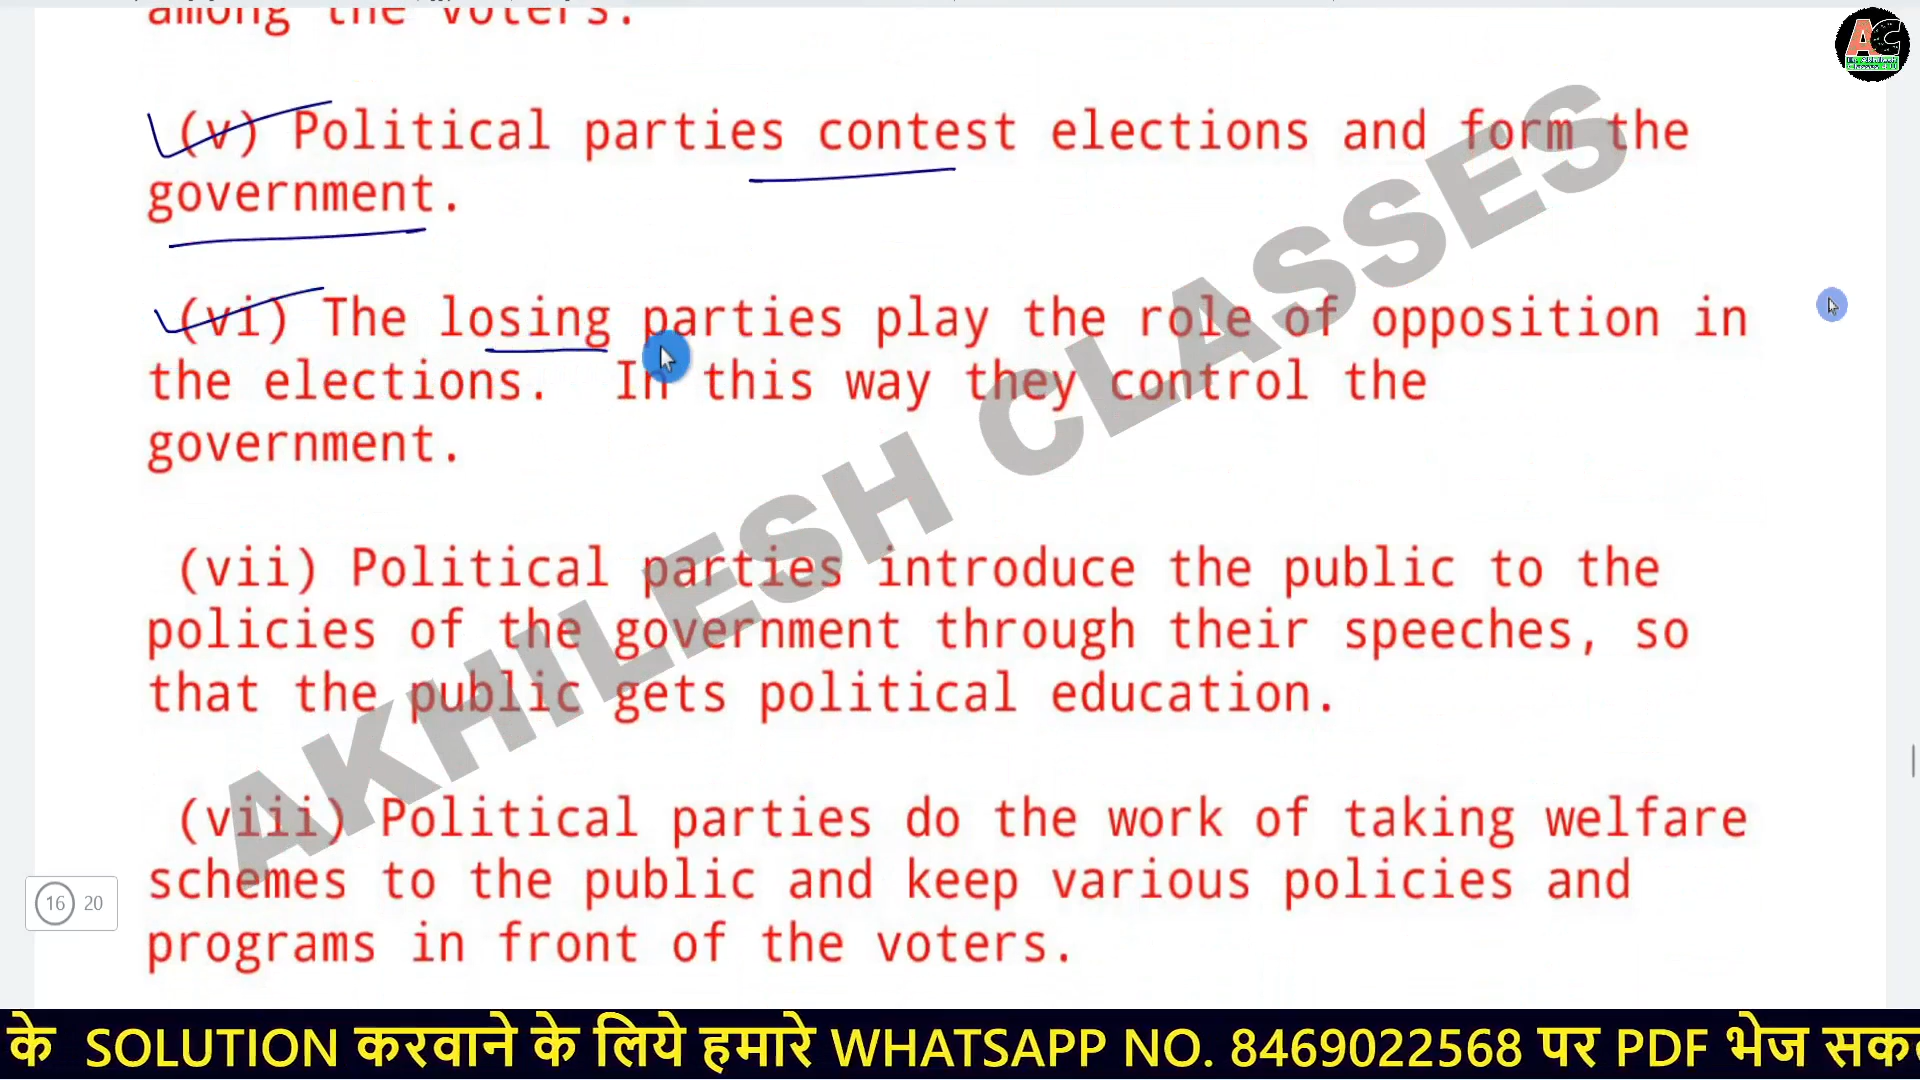 among the voters.
(v) Political parties contest elections and form the
government.
(vi) The losing parties play the role of opposition in
the elections.  In this way they control the
government.
(vii) Political parties introduce the public to the
policies of the government through their speeches, so
that the public gets political education.
(viii) Political parties do the work of taking welfare
schemes to the public and keep various policies and
programs in front of the voters.
AKHILESH CLASSES
AC
16 20
के SOLUTION करवाने के लिये हमारे WHATSAPP NO. 8469022568 पर PDF भेज